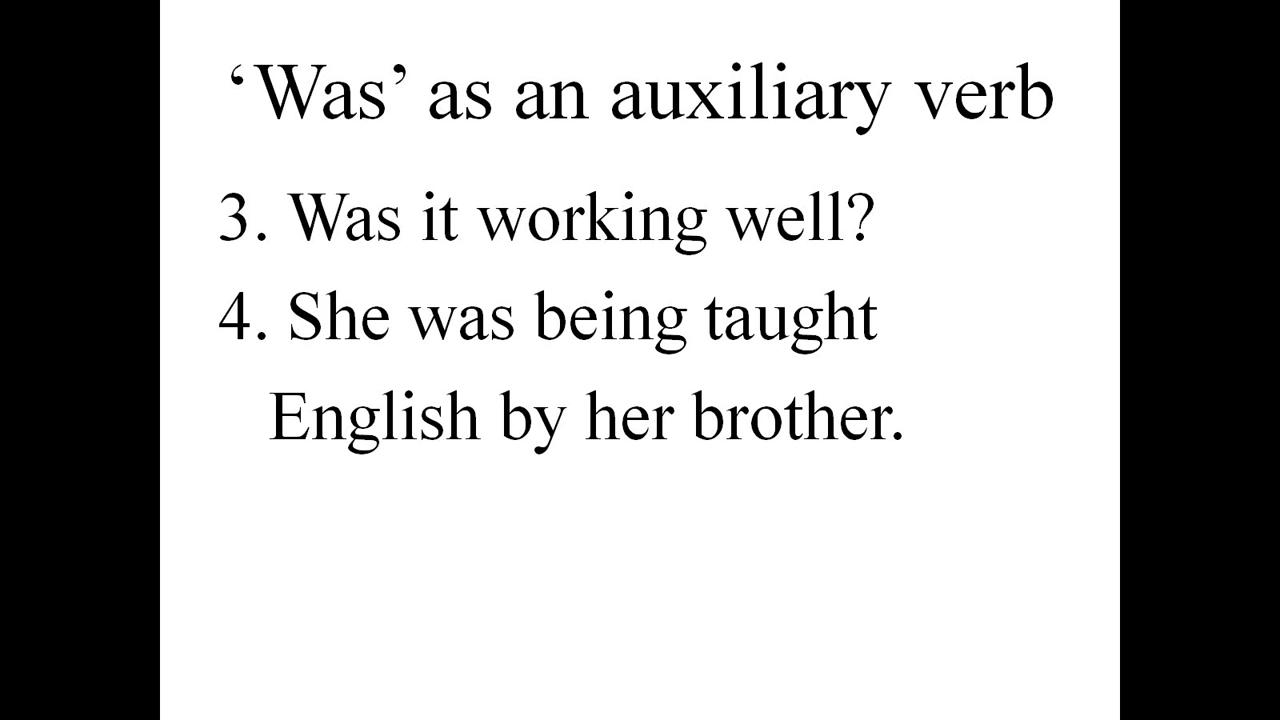 ‘Was’ as an auxiliary verb
3. Was it working well?
4. She was being taught
English by her brother.